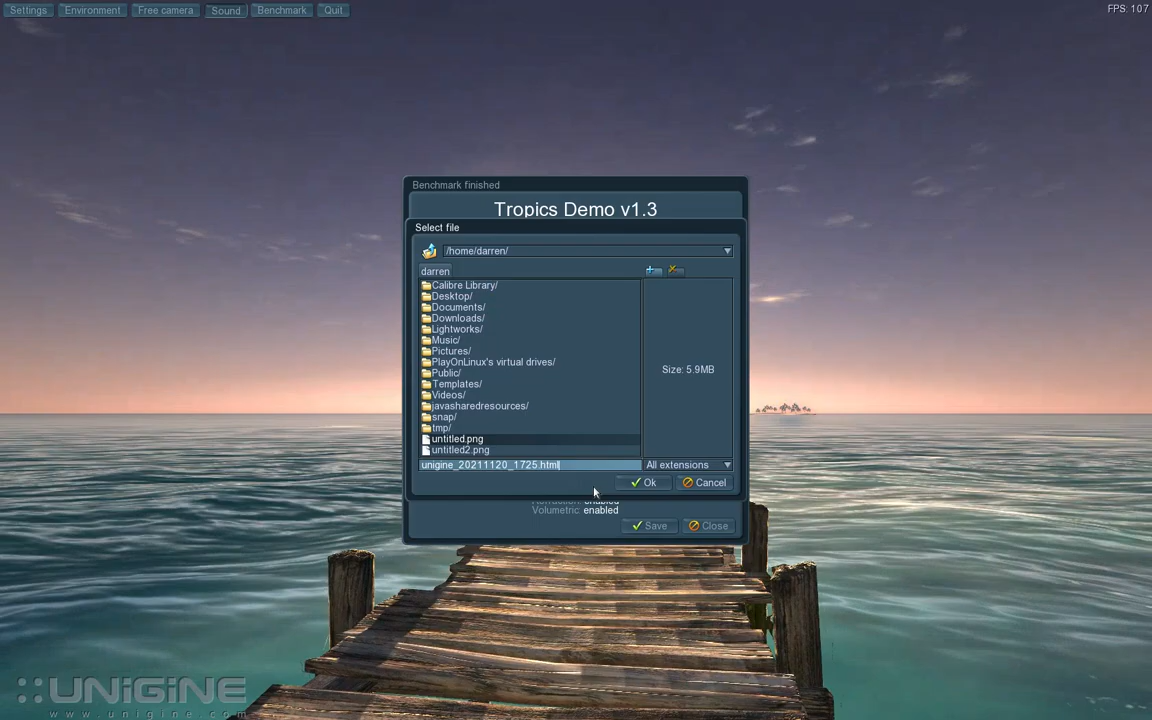 Settings Environment Free camera Sound Benchmark Quit FPS: 107
Benchmark finished
Tropics Demo v1.3
Select file
/home/darren/
darren
Calibre Library/
Desktop/
Documents/
Downloads/
Lightworks/
Music/
Pictures/
PlayOnLinux's virtual drives/
Public/
Templates/
Videos/
javasharedresources/
snap/
tmp/
untitled.png
untitled2.png
Size: 5.9MB
unigine_20211120_1725.html All extensions
Ok Cancel
Volumetric: enabled
Save Close
UNiGiNE
www.unigine.com